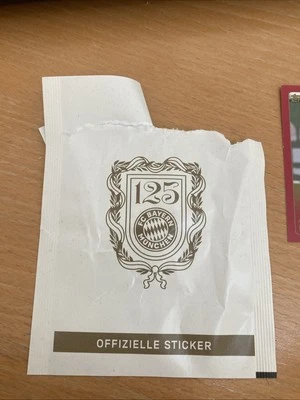 125
FC BAYERN
MÜNCHEN
OFFIZIELLE STICKER